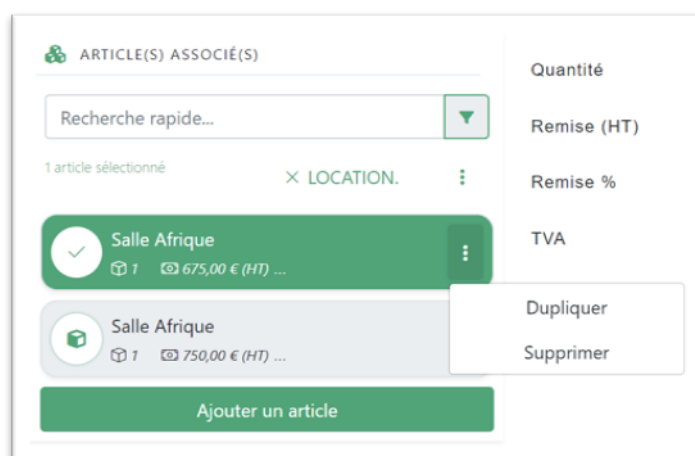 ARTICLE(S) ASSOCIÉ(S)
Recherche rapide...
1 article sélectionné
× LOCATION.
Salle Afrique
1 675,00 € (HT) ...
Salle Afrique
1 750,00 € (HT) ...
Ajouter un article
Quantité
Remise (HT)
Remise %
TVA
Dupliquer
Supprimer